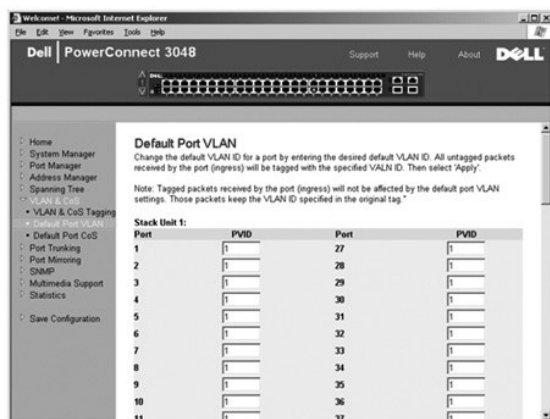 Welcome! - Microsoft Internet Explorer
File Edit View Favorites Tools Help
Dell | PowerConnect 3048
Support Help About DELL
Home
System Manager
Port Manager
Address Manager
Spanning Tree
VLAN & CoS
VLAN & CoS Tagging
Default Port VLAN
Default Port CoS
Port Trunking
Port Mirroring
SNMP
Multimedia Support
Statistics
Save Configuration
Default Port VLAN
Change the default VLAN ID for a port by entering the desired default VLAN ID. All untagged packets
received by the port (ingress) will be tagged with the specified VALN ID. Then select 'Apply'.
Note: Tagged packets received by the port (ingress) will not be affected by the default port VLAN
settings. Those packets keep the VLAN ID specified in the original tag."
Stack Unit 1:
Port PVID Port PVID
1 1 27 1
2 1 28 1
3 1 29 1
4 1 30 1
5 1 31 1
6 1 32 1
7 1 33 1
8 1 34 1
9 1 35 1
10 1 36 1
11 1 37 1